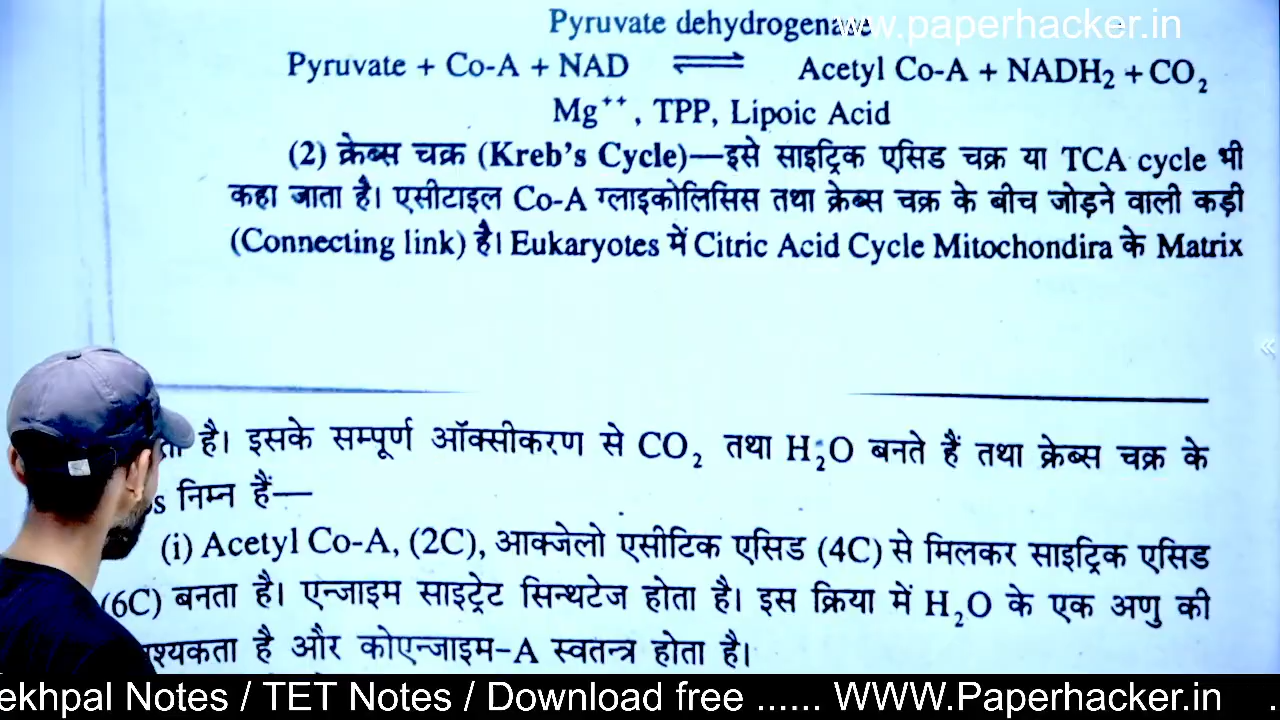 Pyruvate dehydrogenase
www.paperhacker.in
Pyruvate + Co-A + NAD ⇌ Acetyl Co-A + NADH₂ + CO₂
Mg⁺⁺, TPP, Lipoic Acid
(2) क्रेब्स चक्र (Kreb's Cycle)—इसे साइट्रिक एसिड चक्र या TCA cycle भी
कहा जाता है। एसीटाइल Co-A ग्लाइकोलिसिस तथा क्रेब्स चक्र के बीच जोड़ने वाली कड़ी
(Connecting link) है। Eukaryotes में Citric Acid Cycle Mitochondira के Matrix
है। इसके सम्पूर्ण ऑक्सीकरण से CO₂ तथा H₂O बनते हैं तथा क्रेब्स चक्र के
निम्न हैं—
(i) Acetyl Co-A, (2C), आक्जेलो एसीटिक एसिड (4C) से मिलकर साइट्रिक एसिड
(6C) बनता है। एन्जाइम साइट्रेट सिन्थटेज होता है। इस क्रिया में H₂O के एक अणु की
श्यकता है और कोएन्जाइम-A स्वतन्त्र होता है।
ekhpal Notes / TET Notes / Download free ...... WWW.Paperhacker.in .